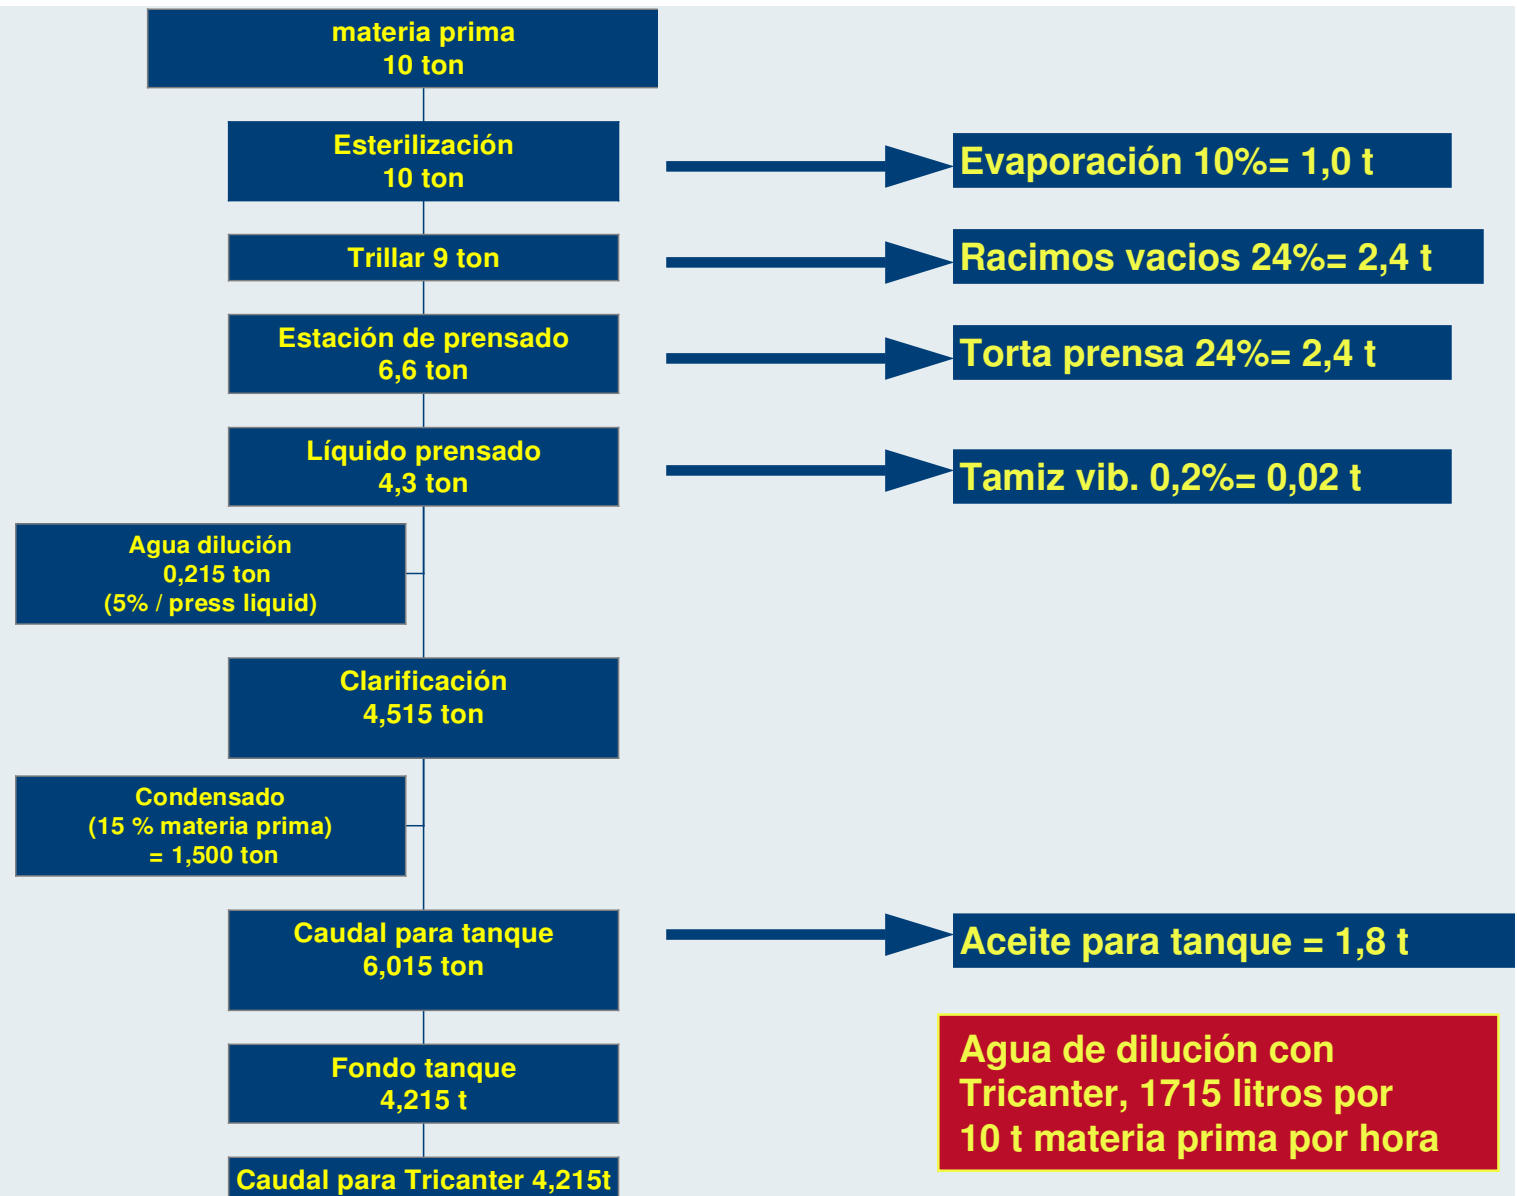 materia prima
10 ton
Esterilización
10 ton
Evaporación 10%= 1,0 t
Trillar 9 ton
Racimos vacios 24%= 2,4 t
Estación de prensado
6,6 ton
Torta prensa 24%= 2,4 t
Líquido prensado
4,3 ton
Tamiz vib. 0,2%= 0,02 t
Agua dilución
0,215 ton
(5% / press liquid)
Clarificación
4,515 ton
Condensado
(15 % materia prima)
= 1,500 ton
Caudal para tanque
6,015 ton
Aceite para tanque = 1,8 t
Fondo tanque
4,215 t
Agua de dilución con
Tricanter, 1715 litros por
10 t materia prima por hora
Caudal para Tricanter 4,215t